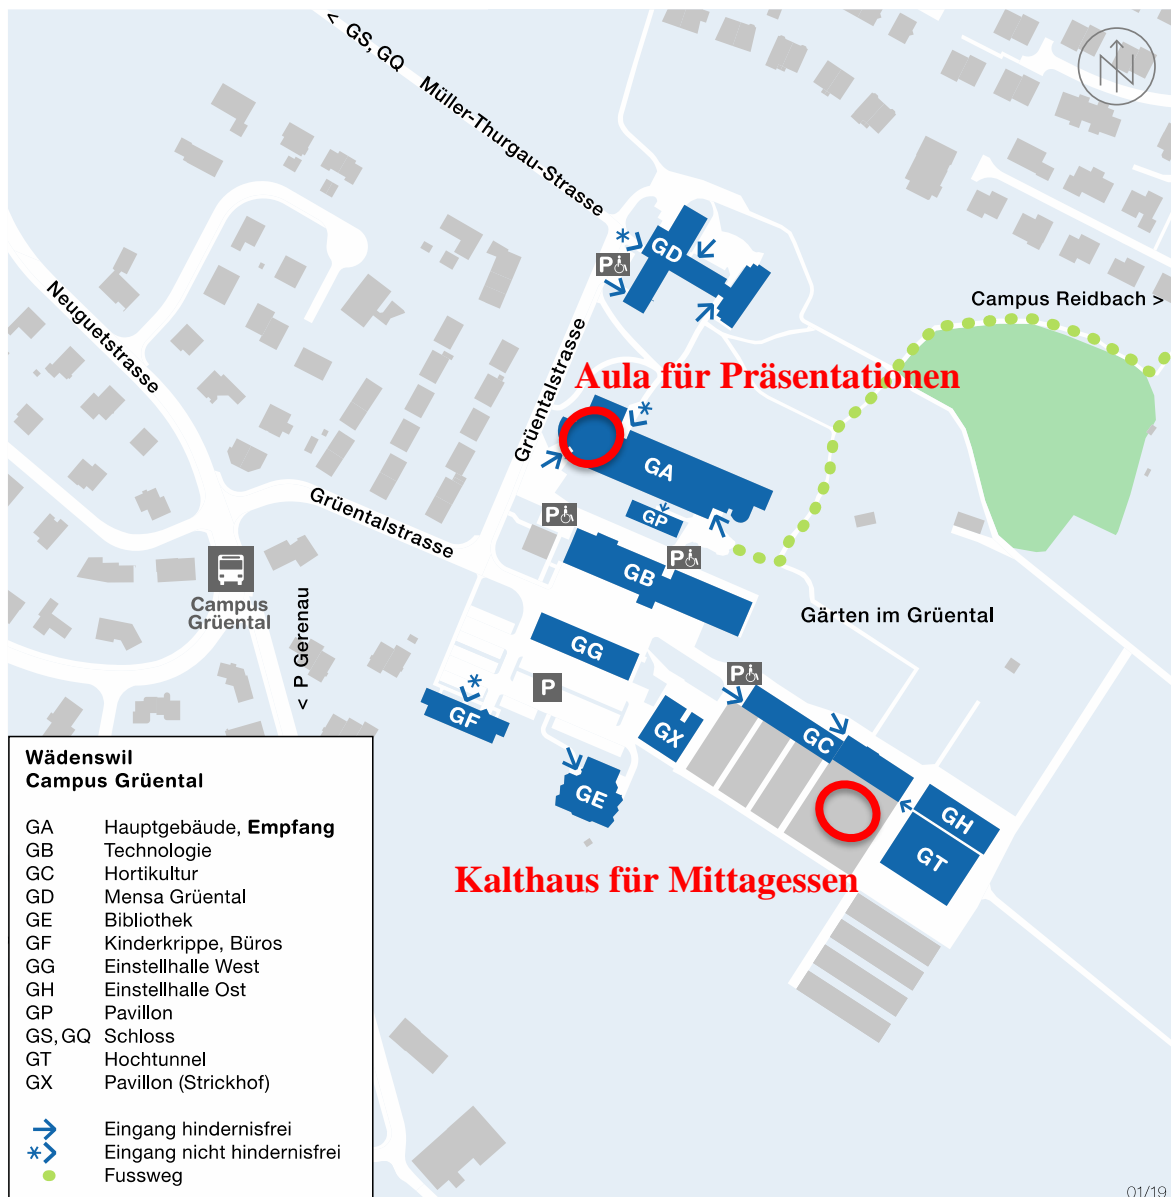 < GS, GQ
Müller-Thurgau-Strasse
N
GD
P
Campus Reidbach >
Neuguetstrasse
Aula für Präsentationen
Grüentalstrasse
GA
Grüentalstrasse
P
GP
P
GB
Campus
Grüental
Gärten im Grüental
< P Gerenau
GG
P
P
GF
GX
GC
GE
GH
GT
Kalthaus für Mittagessen
Wädenswil
Campus Grüental
GA Hauptgebäude, Empfang
GB Technologie
GC Hortikultur
GD Mensa Grüental
GE Bibliothek
GF Kinderkrippe, Büros
GG Einstellhalle West
GH Einstellhalle Ost
GP Pavillon
GS, GQ Schloss
GT Hochtunnel
GX Pavillon (Strickhof)
Eingang hindernisfrei
* Eingang nicht hindernisfrei
Fussweg
01/19